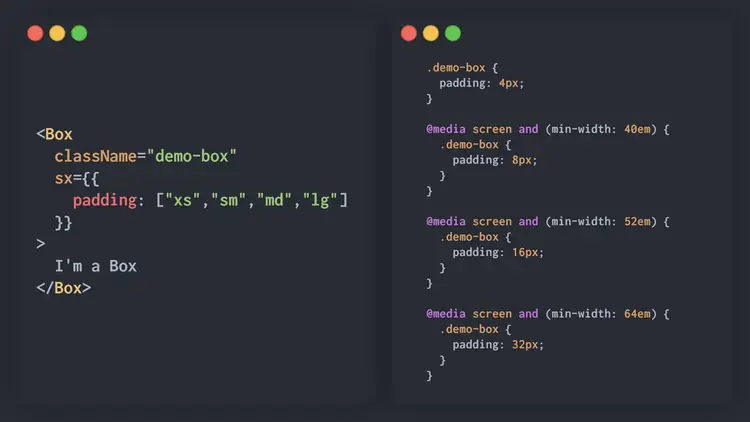 <Box
  className="demo-box"
  sx={{
    padding: ["xs","sm","md","lg"]
  }}
>
  I'm a Box
</Box>
.demo-box {
  padding: 4px;
}
@media screen and (min-width: 40em) {
  .demo-box {
    padding: 8px;
  }
}
@media screen and (min-width: 52em) {
  .demo-box {
    padding: 16px;
  }
}
@media screen and (min-width: 64em) {
  .demo-box {
    padding: 32px;
  }
}